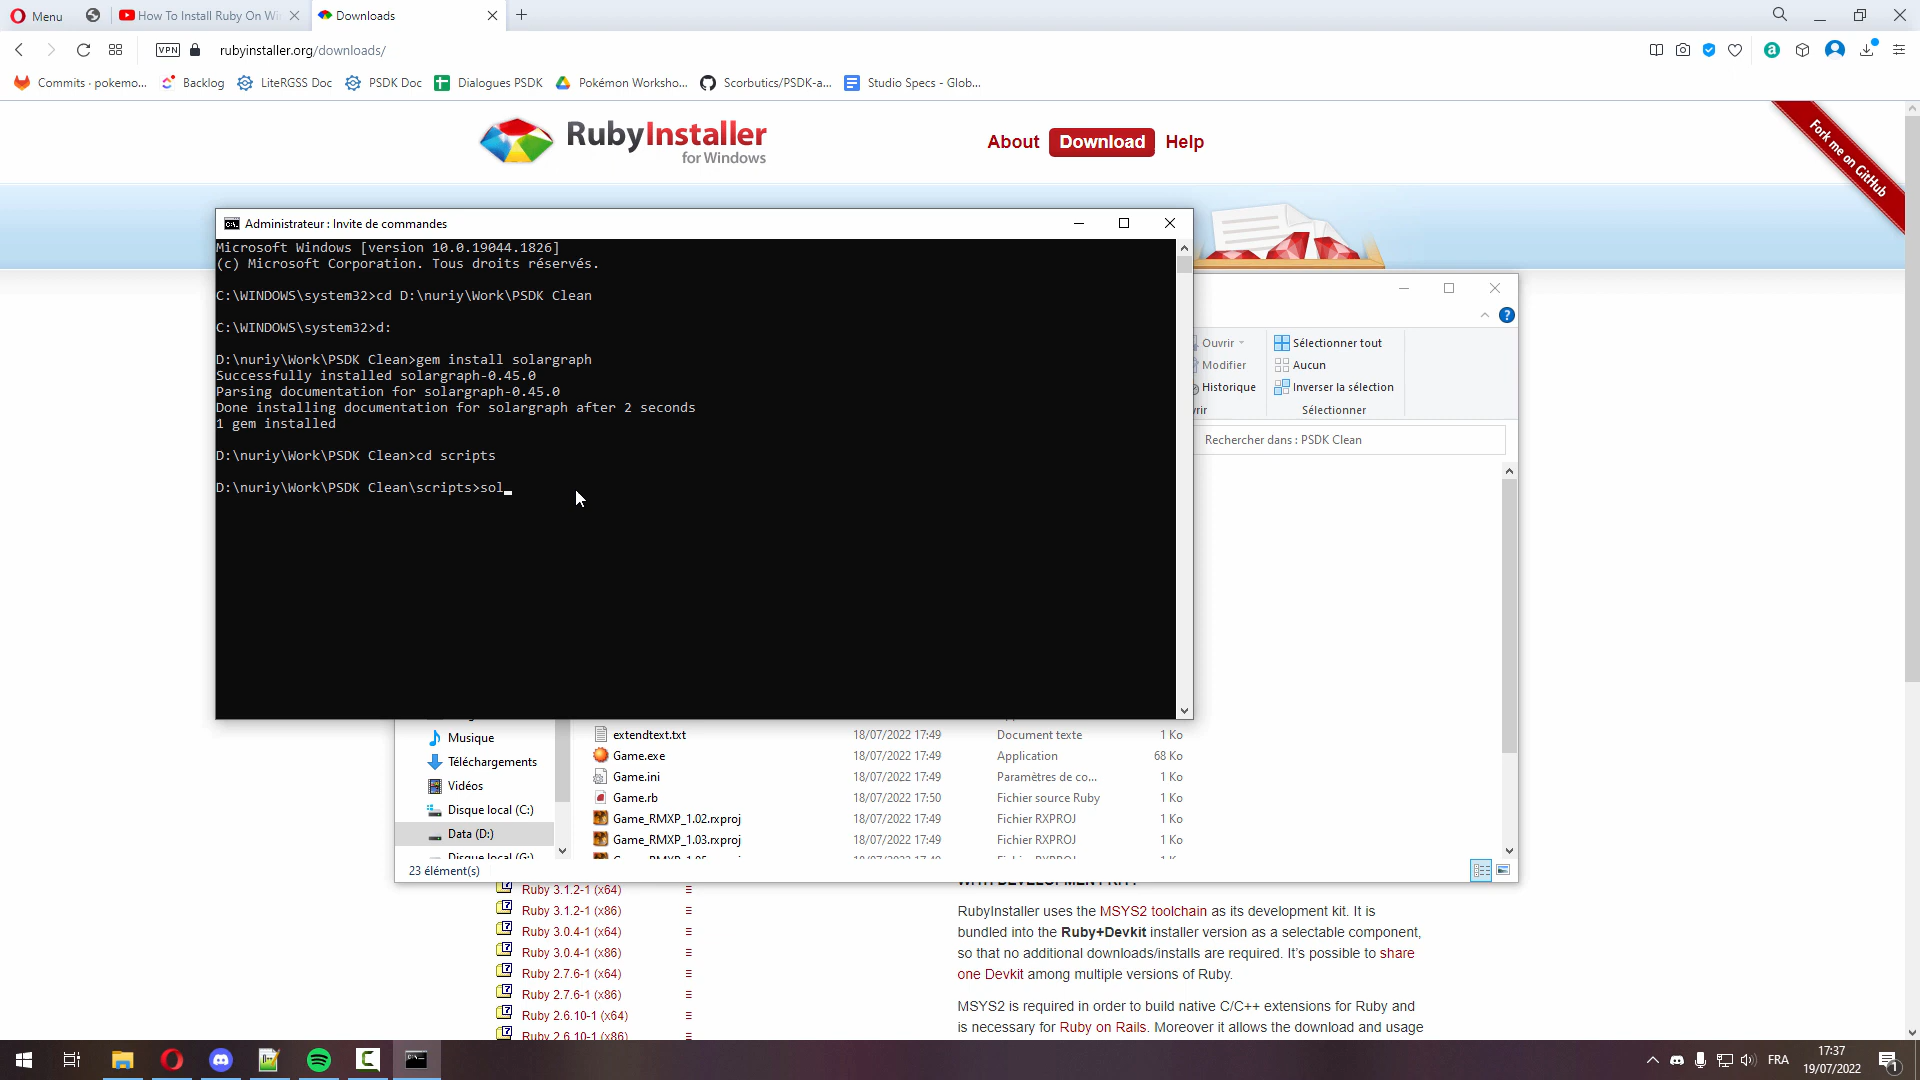 Menu
How To Install Ruby On Wi
Downloads
VPN
rubyinstaller.org/downloads/
Commits · pokemo...
Backlog
LiteRGSS Doc
PSDK Doc
Dialogues PSDK
Pokémon Worksho...
Scorbutics/PSDK-a...
Studio Specs - Glob...
RubyInstaller
for Windows
About
Download
Help
Fork me on GitHub
Administrateur : Invite de commandes
Microsoft Windows [version 10.0.19044.1826]
(c) Microsoft Corporation. Tous droits réservés.
C:\WINDOWS\system32>cd D:\nuriy\Work\PSDK Clean
C:\WINDOWS\system32>d:
D:\nuriy\Work\PSDK Clean>gem install solargraph
Successfully installed solargraph-0.45.0
Parsing documentation for solargraph-0.45.0
Done installing documentation for solargraph after 2 seconds
1 gem installed
D:\nuriy\Work\PSDK Clean>cd scripts
D:\nuriy\Work\PSDK Clean\scripts>sol
Ouvrir
Modifier
Historique
Sélectionner tout
Aucun
Inverser la sélection
Sélectionner
Rechercher dans : PSDK Clean
Musique
Téléchargements
Vidéos
Disque local (C:)
Data (D:)
Disque local (G:)
extendtext.txt 18/07/2022 17:49 Document texte 1 Ko
Game.exe 18/07/2022 17:49 Application 68 Ko
Game.ini 18/07/2022 17:49 Paramètres de co... 1 Ko
Game.rb 18/07/2022 17:50 Fichier source Ruby 1 Ko
Game_RMXP_1.02.rxproj 18/07/2022 17:49 Fichier RXPROJ 1 Ko
Game_RMXP_1.03.rxproj 18/07/2022 17:49 Fichier RXPROJ 1 Ko
23 élément(s)
Ruby 3.1.2-1 (x64)
Ruby 3.1.2-1 (x86)
Ruby 3.0.4-1 (x64)
Ruby 3.0.4-1 (x86)
Ruby 2.7.6-1 (x64)
Ruby 2.7.6-1 (x86)
Ruby 2.6.10-1 (x64)
Ruby 2.6.10-1 (x86)
RubyInstaller uses the MSYS2 toolchain as its development kit. It is
bundled into the Ruby+Devkit installer version as a selectable component,
so that no additional downloads/installs are required. It's possible to share
one Devkit among multiple versions of Ruby.
MSYS2 is required in order to build native C/C++ extensions for Ruby and
is necessary for Ruby on Rails. Moreover it allows the download and usage
FRA
17:37
19/07/2022
1